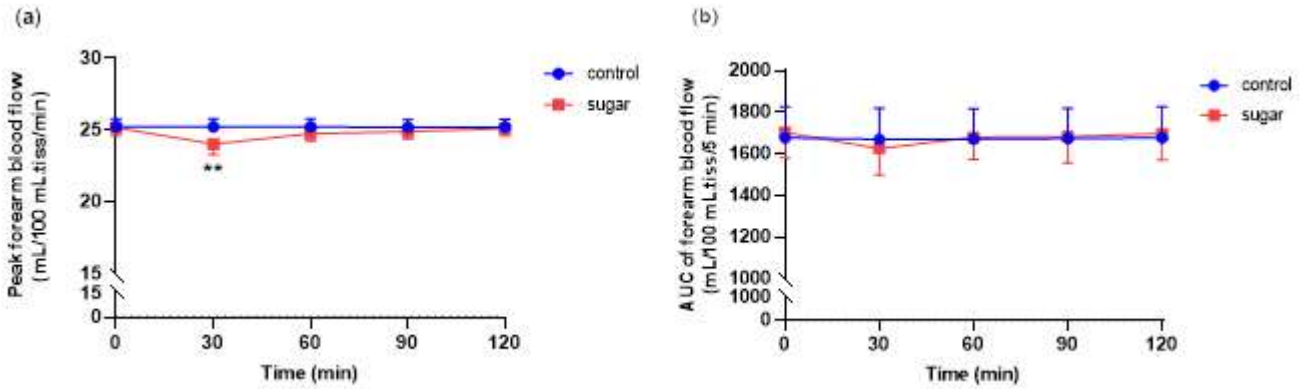 (a)
Peak forearm blood flow
(mL/100 mL.tiss/min)
30
25
20
15
15
0
0
30
60
90
120
Time (min)
control
sugar
**
(b)
AUC of forearm blood flow
(mL/100 mL.tiss/5 min)
2000
1800
1600
1400
1200
1000
1000
0
0
30
60
90
120
Time (min)
control
sugar